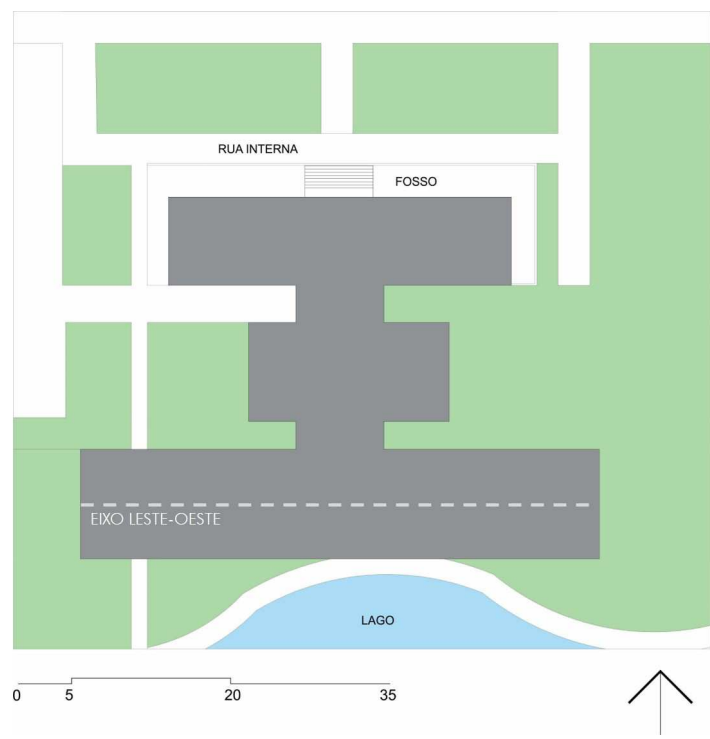 RUA INTERNA
FOSSO
EIXO LESTE-OESTE
LAGO
0 5 20 35